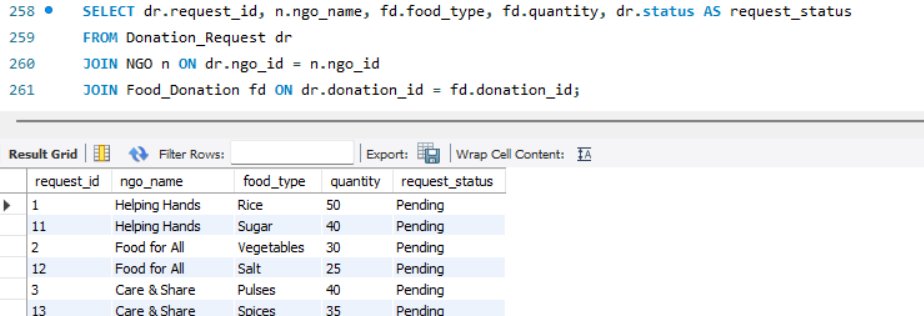 258 SELECT dr.request_id, n.ngo_name, fd.food_type, fd.quantity, dr.status AS request_status
259 FROM Donation_Request dr
260 JOIN NGO n ON dr.ngo_id = n.ngo_id
261 JOIN Food_Donation fd ON dr.donation_id = fd.donation_id;
Result Grid Filter Rows: Export: Wrap Cell Content: IA
request_id ngo_name food_type quantity request_status
1 Helping Hands Rice 50 Pending
11 Helping Hands Sugar 40 Pending
2 Food for All Vegetables 30 Pending
12 Food for All Salt 25 Pending
3 Care & Share Pulses 40 Pending
13 Care & Share Spices 35 Pending